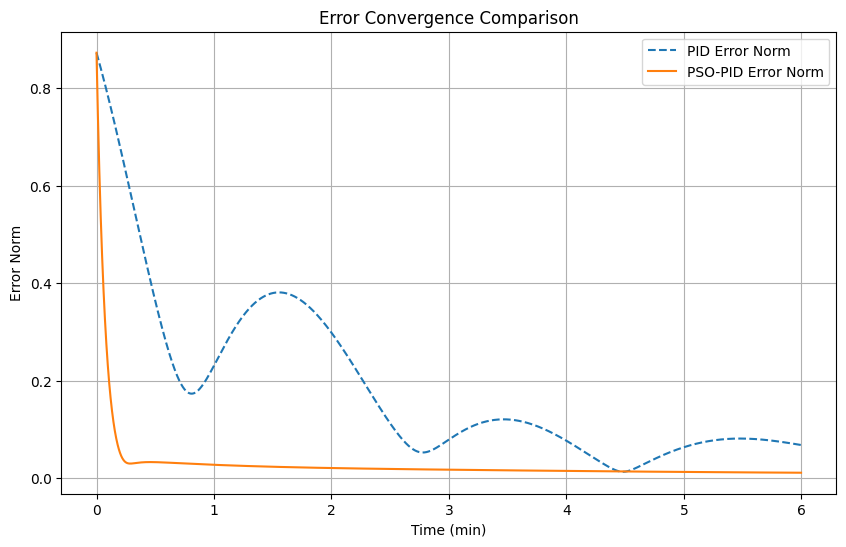 Error Convergence Comparison
PID Error Norm
PSO-PID Error Norm
0.8
0.6
0.4
0.2
0.0
Error Norm
0 1 2 3 4 5 6
Time (min)